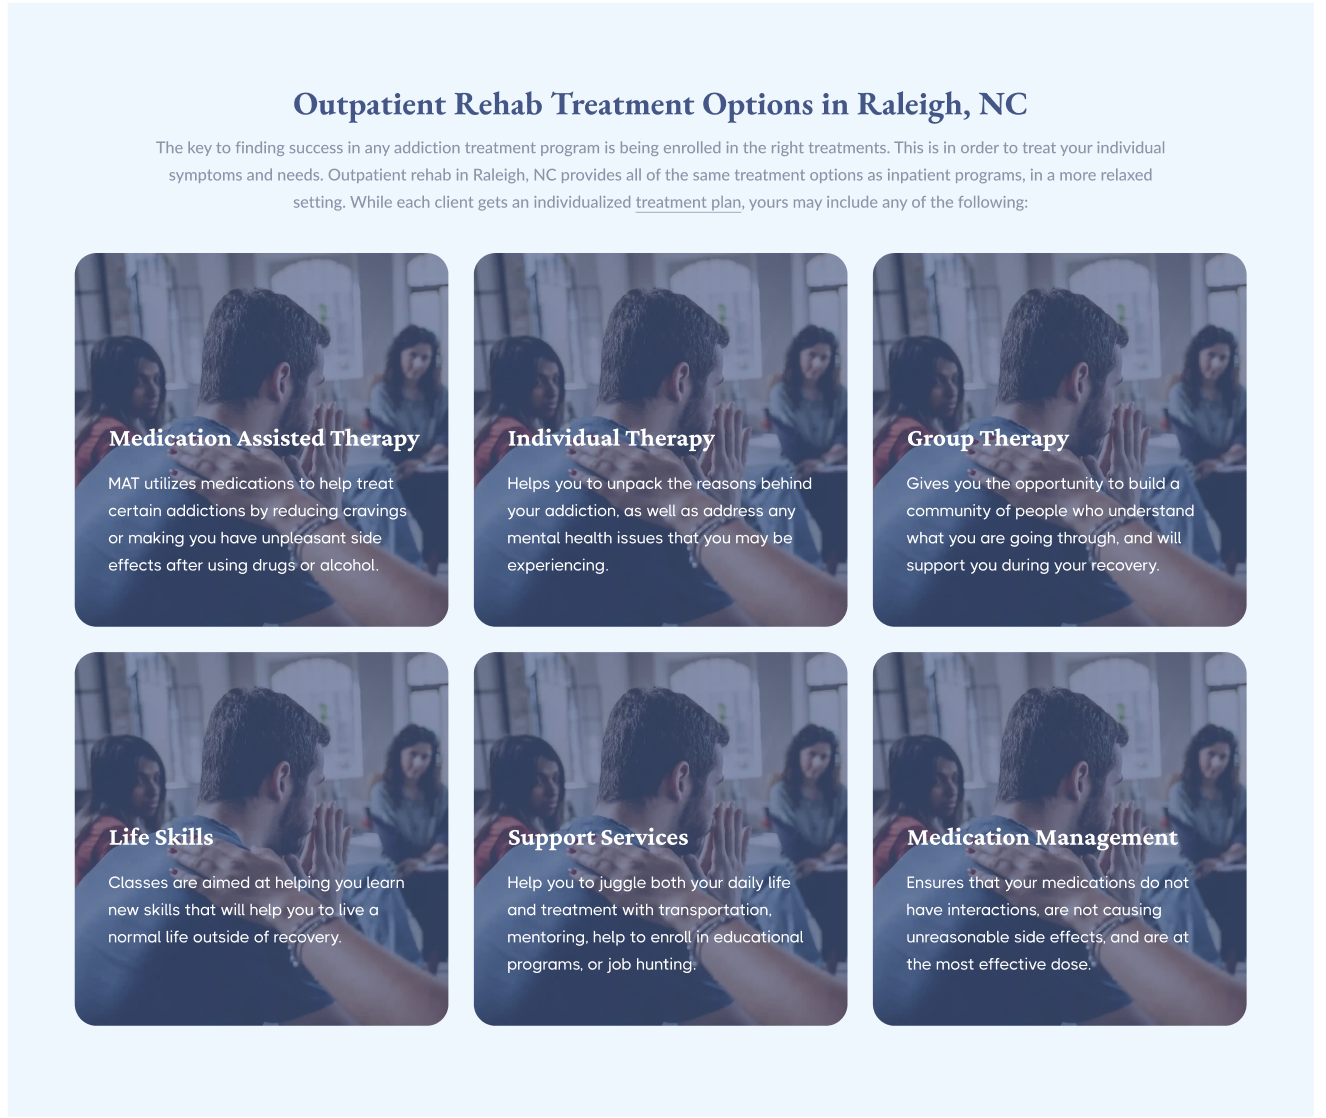 Outpatient Rehab Treatment Options in Raleigh, NC
The key to finding success in any addiction treatment program is being enrolled in the right treatments. This is in order to treat your individual
symptoms and needs. Outpatient rehab in Raleigh, NC provides all of the same treatment options as inpatient programs, in a more relaxed
setting. While each client gets an individualized treatment plan, yours may include any of the following:
Medication Assisted Therapy
MAT utilizes medications to help treat
certain addictions by reducing cravings
or making you have unpleasant side
effects after using drugs or alcohol.
Individual Therapy
Helps you to unpack the reasons behind
your addiction, as well as address any
mental health issues that you may be
experiencing.
Group Therapy
Gives you the opportunity to build a
community of people who understand
what you are going through, and will
support you during your recovery.
Life Skills
Classes are aimed at helping you learn
new skills that will help you to live a
normal life outside of recovery.
Support Services
Help you to juggle both your daily life
and treatment with transportation,
mentoring, help to enroll in educational
programs, or job hunting.
Medication Management
Ensures that your medications do not
have interactions, are not causing
unreasonable side effects, and are at
the most effective dose.